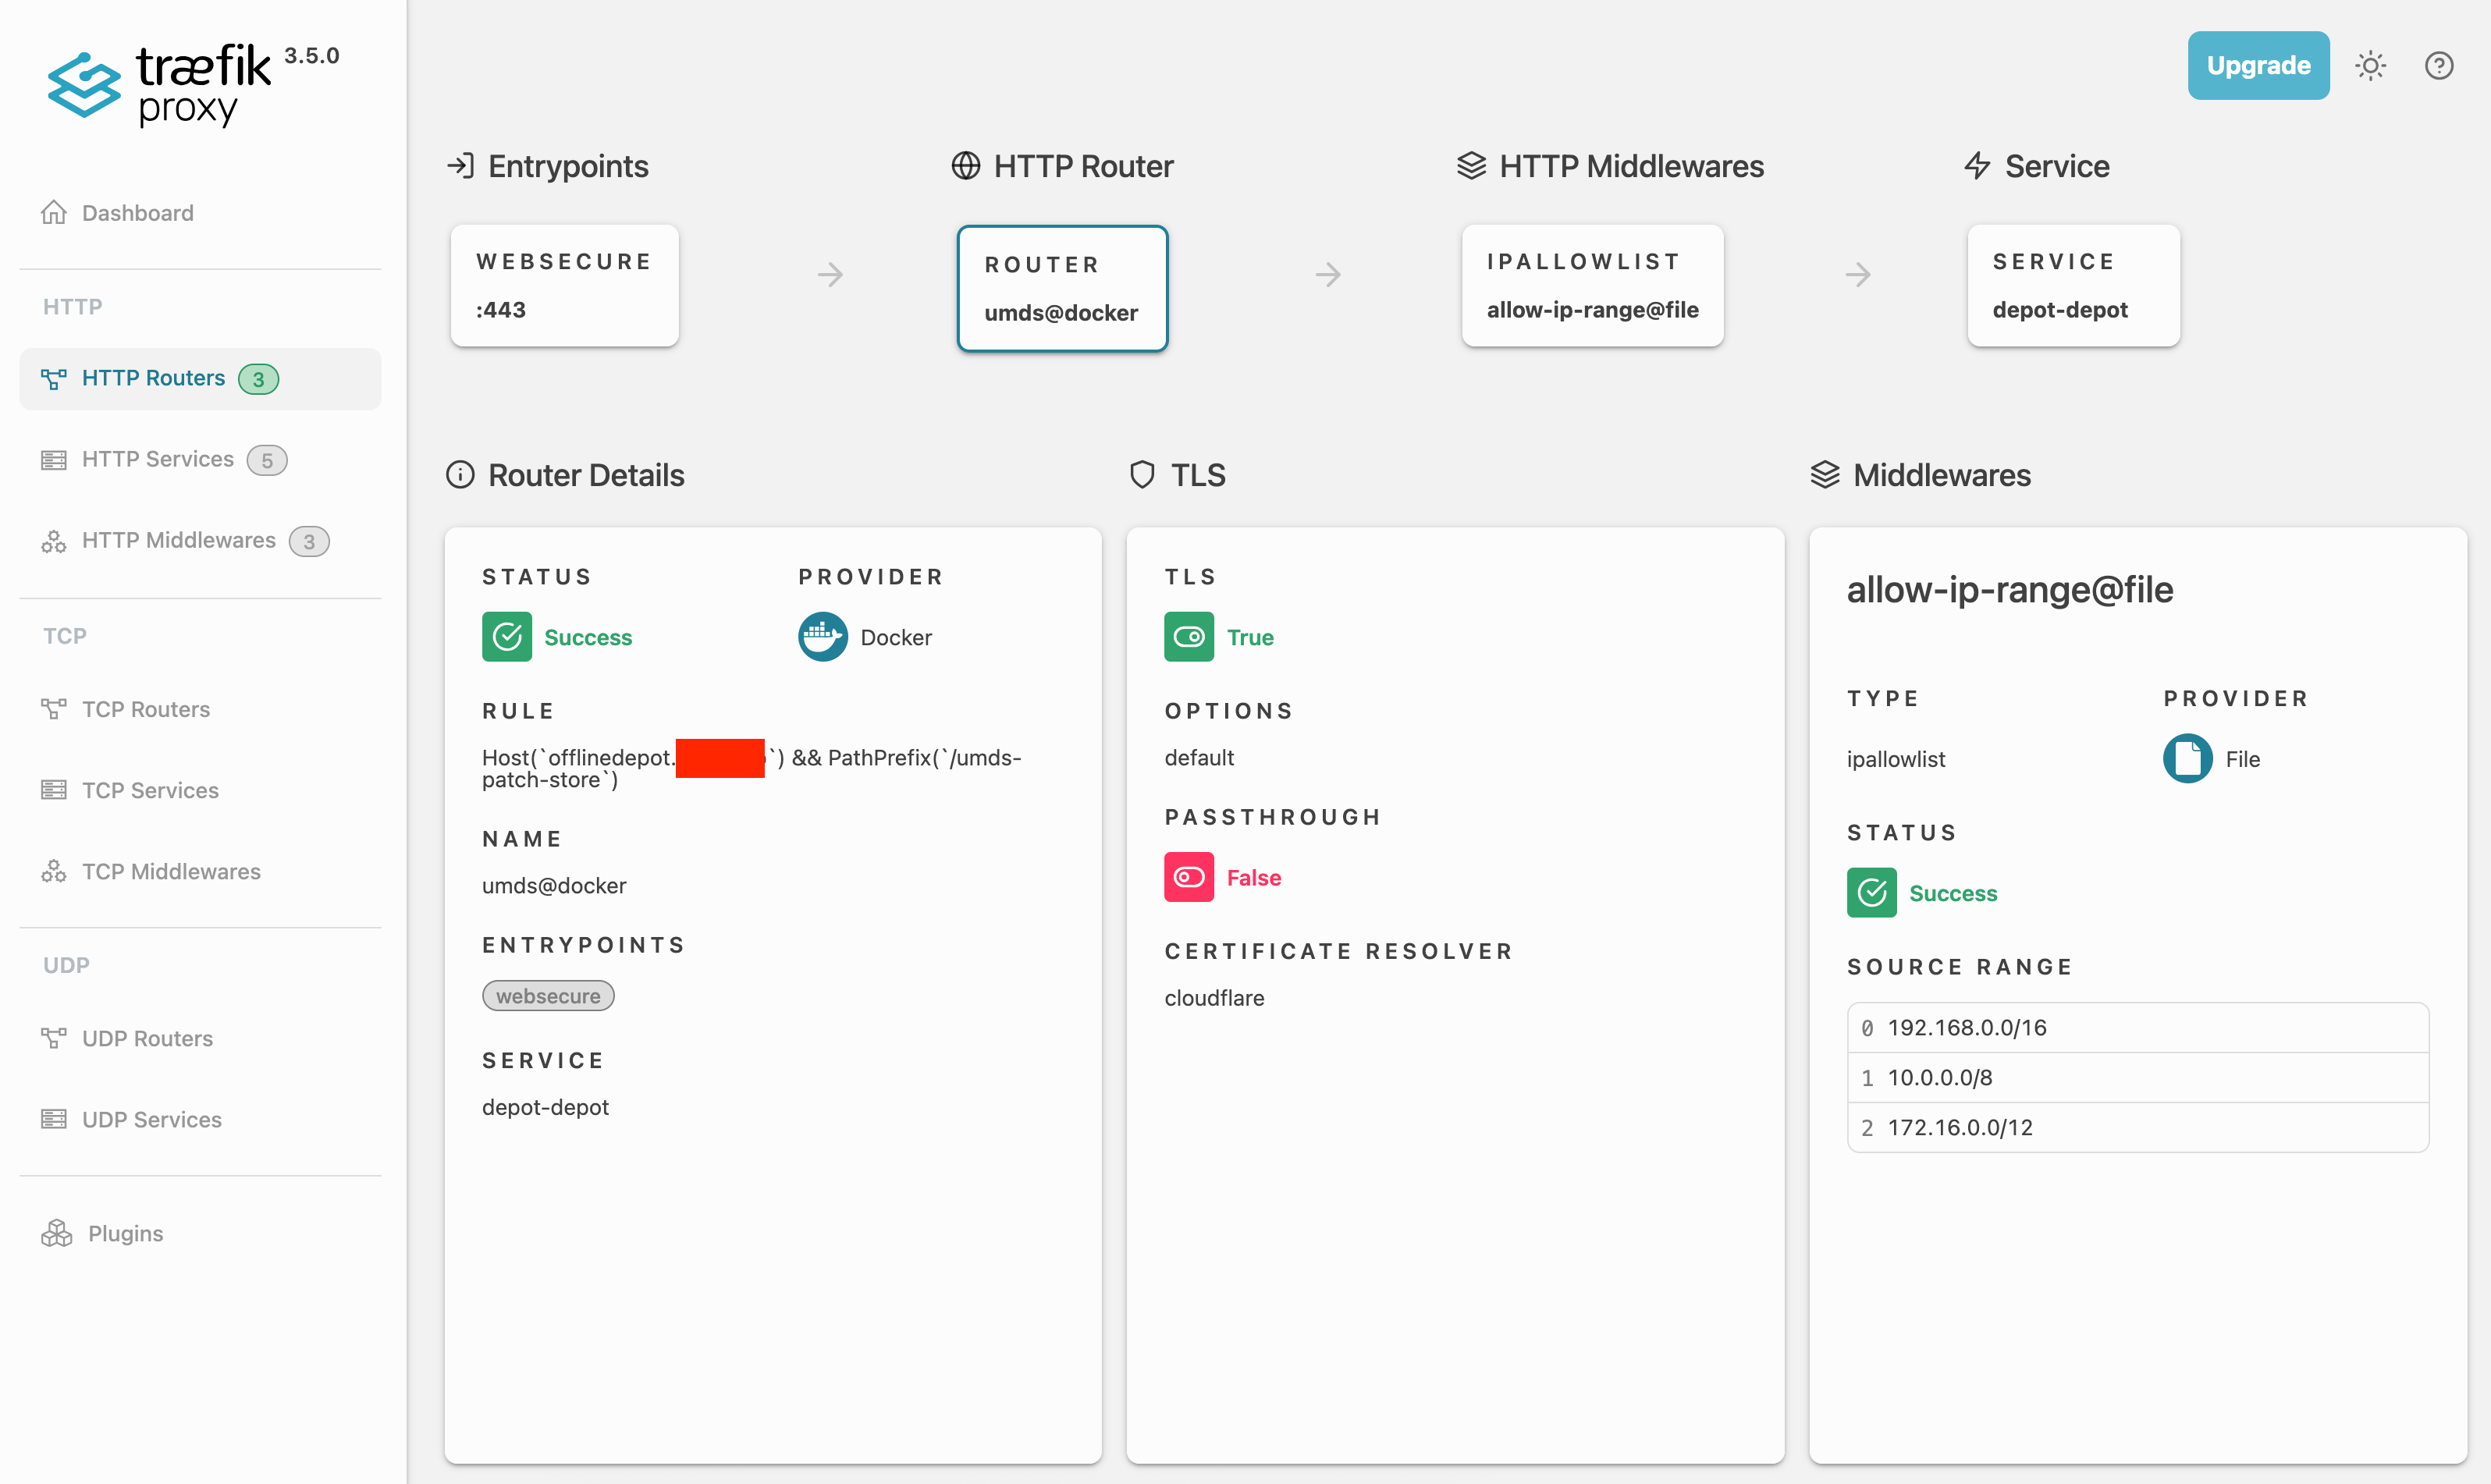 træfik 3.5.0
proxy
Dashboard
HTTP
HTTP Routers 3
HTTP Services 5
HTTP Middlewares 3
TCP
TCP Routers
TCP Services
TCP Middlewares
UDP
UDP Routers
UDP Services
Plugins
Upgrade
Entrypoints
WEBSECURE
:443
HTTP Router
ROUTER
umds@docker
HTTP Middlewares
IPALLOWLIST
allow-ip-range@file
Service
SERVICE
depot-depot
Router Details
STATUS
Success
PROVIDER
Docker
RULE
Host(`offlinedepot. `) && PathPrefix(`/umds-
patch-store`)
NAME
umds@docker
ENTRYPOINTS
websecure
SERVICE
depot-depot
TLS
TLS
True
OPTIONS
default
PASSTHROUGH
False
CERTIFICATE RESOLVER
cloudflare
Middlewares
allow-ip-range@file
TYPE
ipallowlist
PROVIDER
File
STATUS
Success
SOURCE RANGE
0 192.168.0.0/16
1 10.0.0.0/8
2 172.16.0.0/12